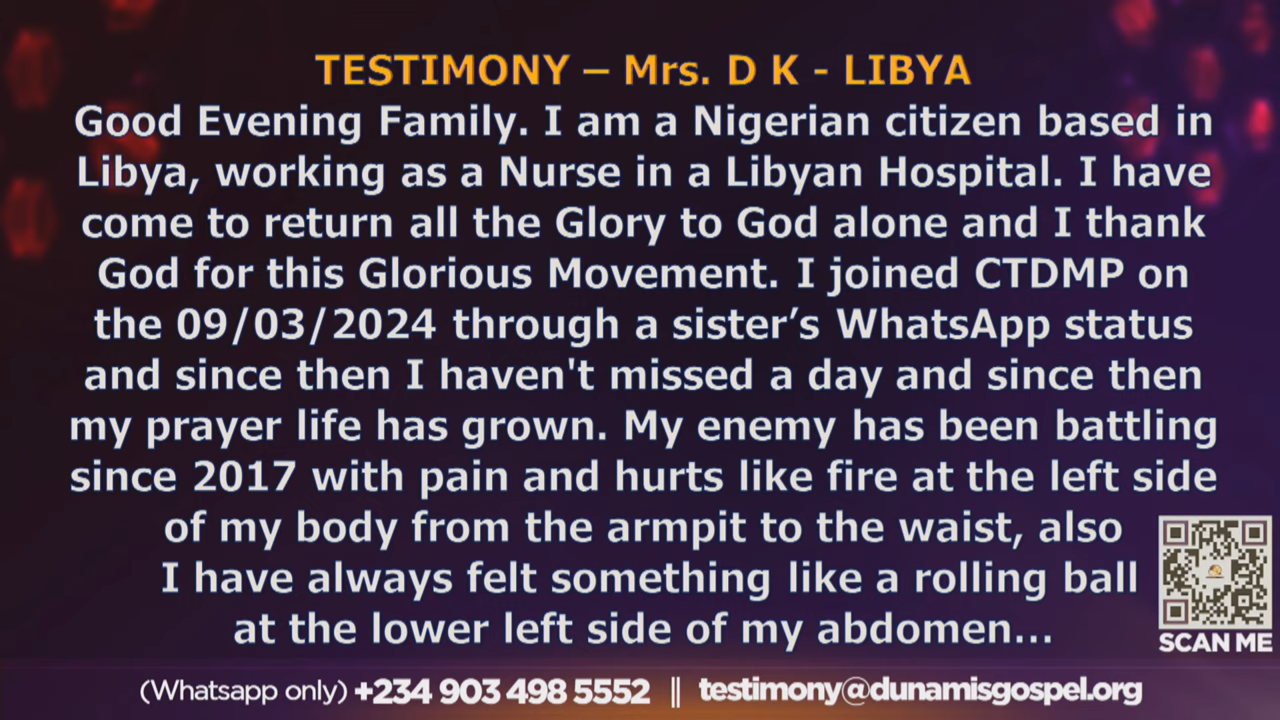 TESTIMONY – Mrs. D K - LIBYA
Good Evening Family. I am a Nigerian citizen based in
Libya, working as a Nurse in a Libyan Hospital. I have
come to return all the Glory to God alone and I thank
God for this Glorious Movement. I joined CTDMP on
the 09/03/2024 through a sister’s WhatsApp status
and since then I haven't missed a day and since then
my prayer life has grown. My enemy has been battling
since 2017 with pain and hurts like fire at the left side
of my body from the armpit to the waist, also
I have always felt something like a rolling ball
at the lower left side of my abdomen...
SCAN ME
(Whatsapp only) +234 903 498 5552 || testimony@dunamisgospel.org